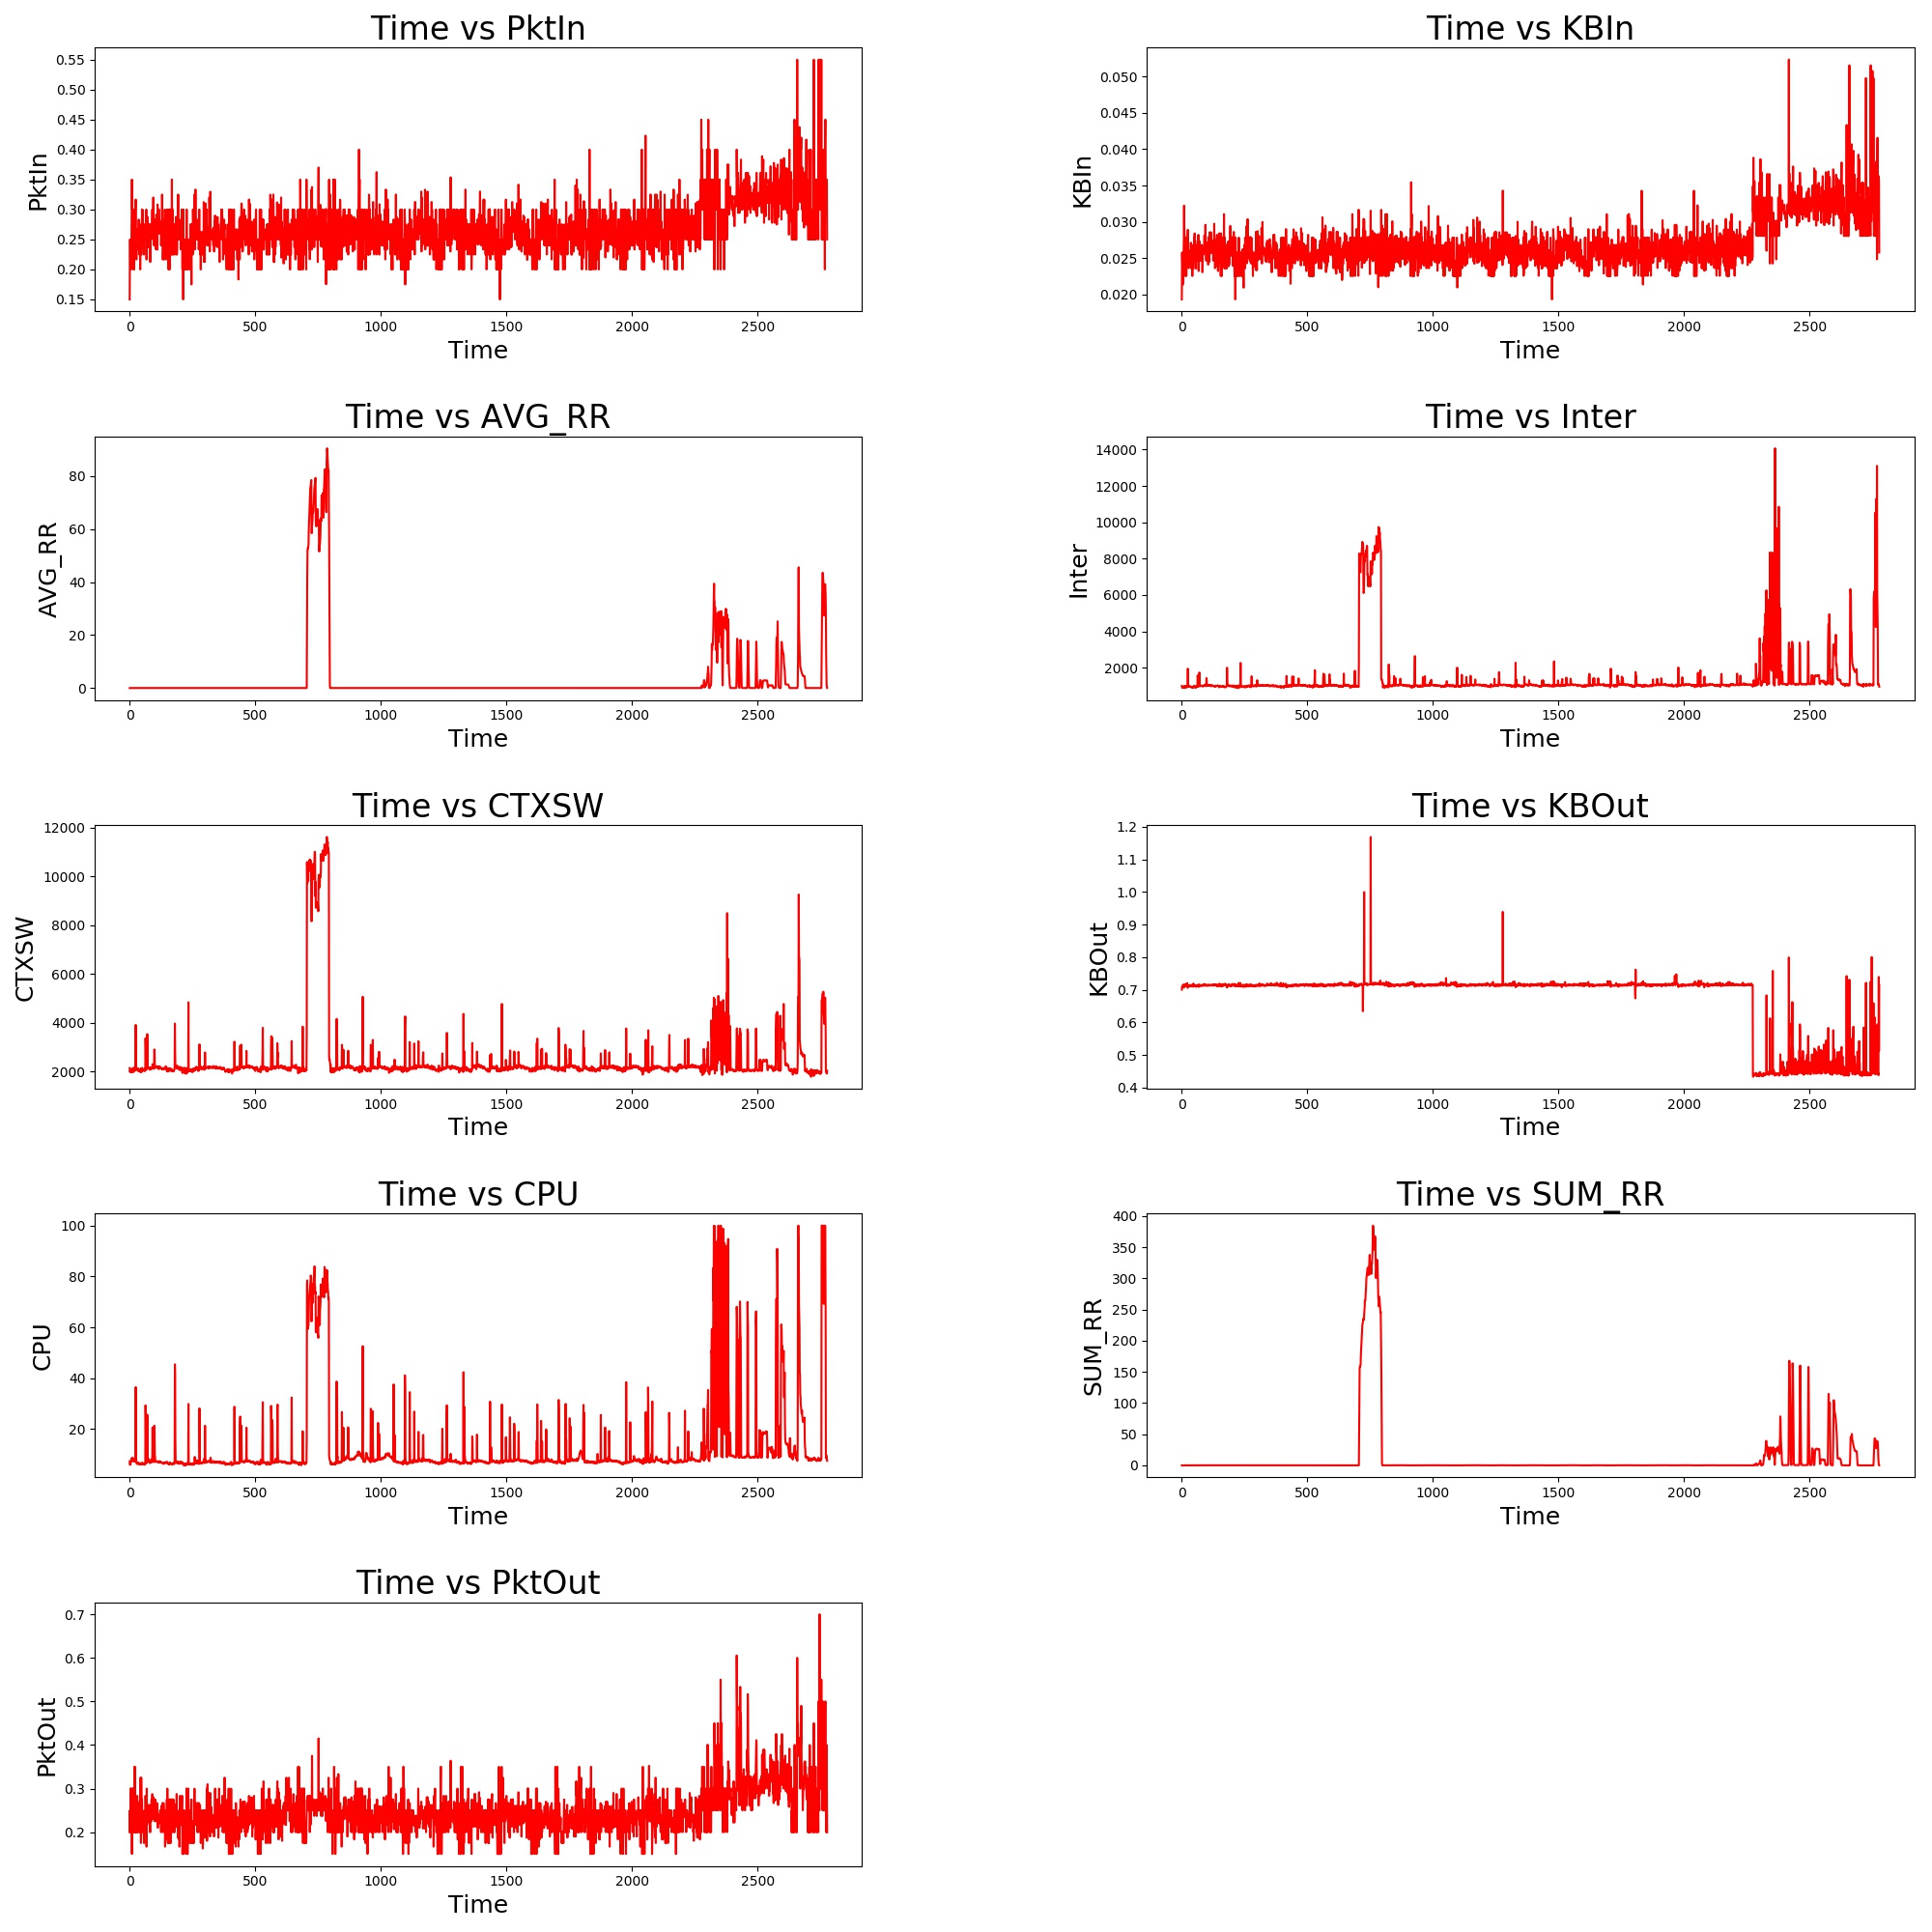 Time vs PktIn
PktIn
0.55
0.50
0.45
0.40
0.35
0.30
0.25
0.20
0.15
0 500 1000 1500 2000 2500
Time
Time vs KBIn
KBIn
0.050
0.045
0.040
0.035
0.030
0.025
0.020
0 500 1000 1500 2000 2500
Time
Time vs AVG_RR
AVG_RR
80
60
40
20
0
0 500 1000 1500 2000 2500
Time
Time vs Inter
Inter
14000
12000
10000
8000
6000
4000
2000
0 500 1000 1500 2000 2500
Time
Time vs CTXSW
CTXSW
12000
10000
8000
6000
4000
2000
0 500 1000 1500 2000 2500
Time
Time vs KBOut
KBOut
1.2
1.1
1.0
0.9
0.8
0.7
0.6
0.5
0.4
0 500 1000 1500 2000 2500
Time
Time vs CPU
CPU
100
80
60
40
20
0 500 1000 1500 2000 2500
Time
Time vs SUM_RR
SUM_RR
400
350
300
250
200
150
100
50
0
0 500 1000 1500 2000 2500
Time
Time vs PktOut
PktOut
0.7
0.6
0.5
0.4
0.3
0.2
0 500 1000 1500 2000 2500
Time